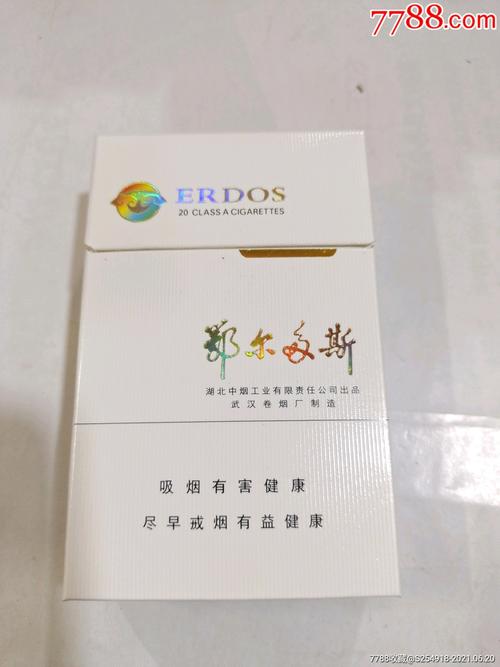 7788.com
ERDOS
20 CLASS A CIGARETTES
鄂尔多斯
湖北中烟工业有限责任公司出品
武汉卷烟厂制造
吸烟有害健康
尽早戒烟有益健康
7788收藏@S254918-2021.06.20